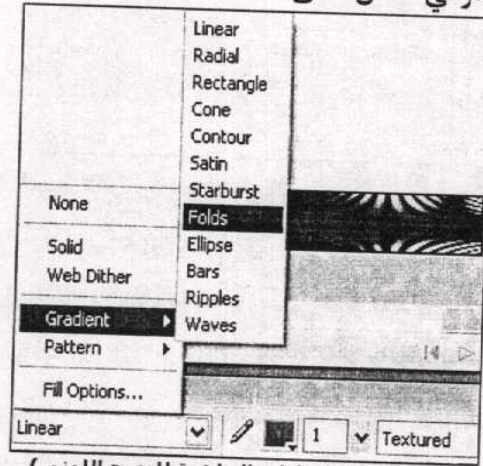 Linear
Radial
Rectangle
Cone
Contour
Satin
Starburst
Folds
Ellipse
Bars
Ripples
Waves
None
Solid
Web Dither
Gradient
Pattern
Fill Options...
Linear 1 Textured